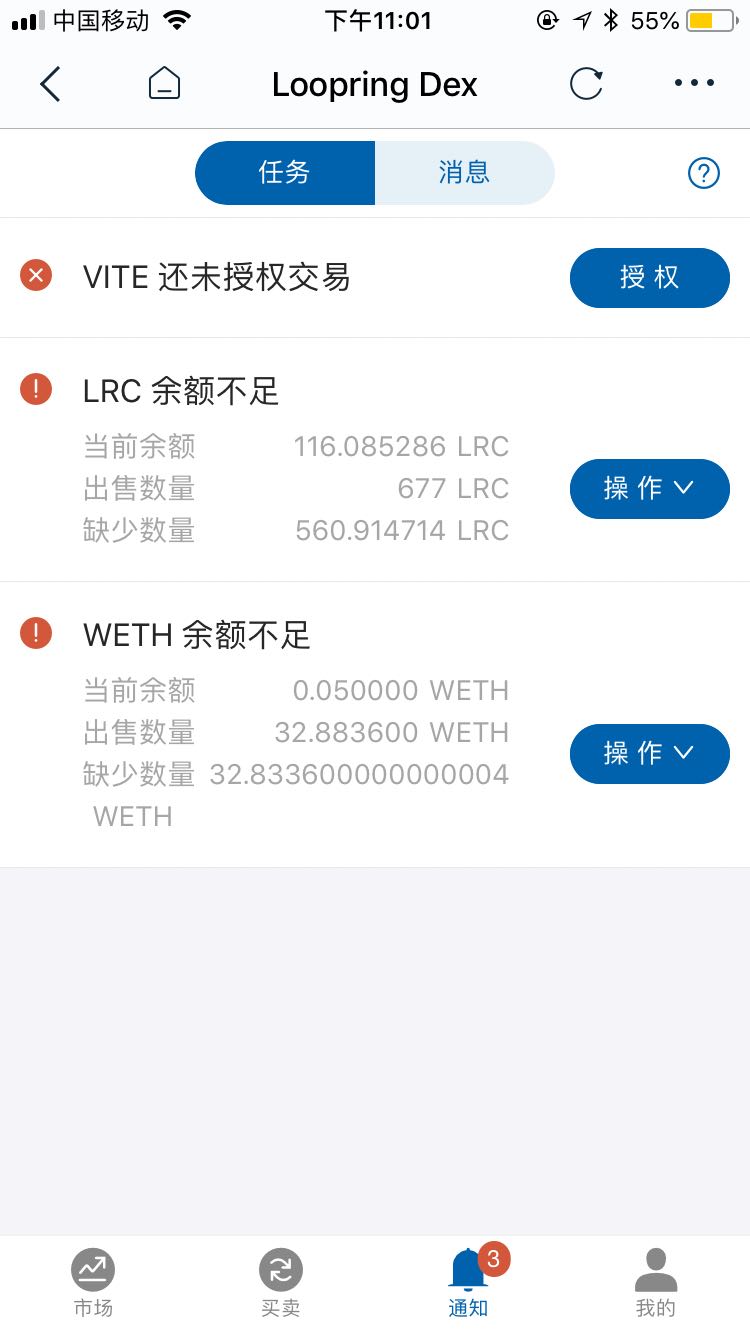 中国移动 下午11:01 55%
Loopring Dex
任务 消息
VITE 还未授权交易 授权
LRC 余额不足
当前余额 116.085286 LRC
出售数量 677 LRC
缺少数量 560.914714 LRC
操作
WETH 余额不足
当前余额 0.050000 WETH
出售数量 32.883600 WETH
缺少数量 32.833600000000004
WETH
操作
3
市场 买卖 通知 我的